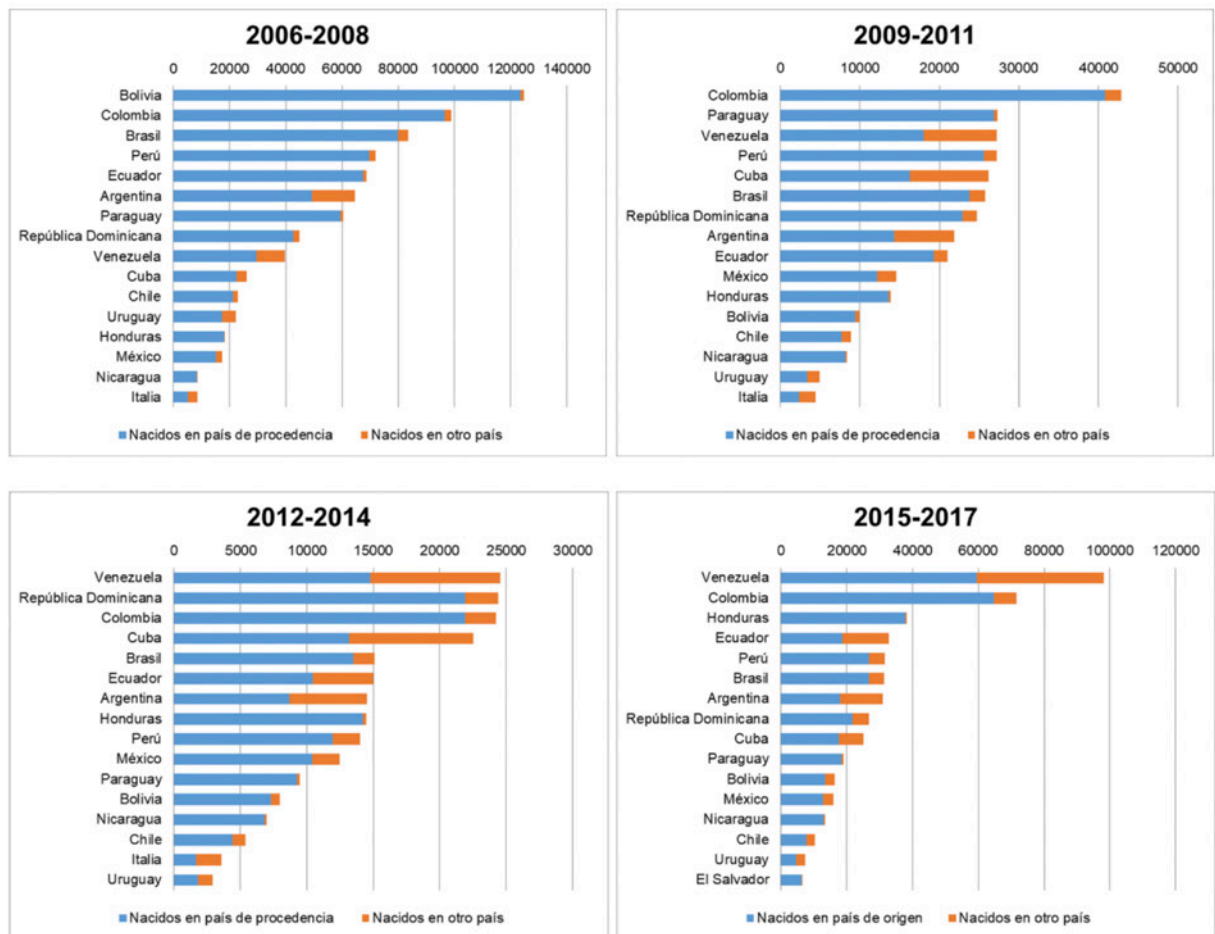 2006-2008
0 20000 40000 60000 80000 100000 120000 140000
Bolivia
Colombia
Brasil
Perú
Ecuador
Argentina
Paraguay
República Dominicana
Venezuela
Cuba
Chile
Uruguay
Honduras
México
Nicaragua
Italia
Nacidos en país de procedencia Nacidos en otro país
2009-2011
0 10000 20000 30000 40000 50000
Colombia
Paraguay
Venezuela
Perú
Cuba
Brasil
República Dominicana
Argentina
Ecuador
México
Honduras
Bolivia
Chile
Nicaragua
Uruguay
Italia
Nacidos en país de procedencia Nacidos en otro país
2012-2014
0 5000 10000 15000 20000 25000 30000
Venezuela
República Dominicana
Colombia
Cuba
Brasil
Ecuador
Argentina
Honduras
Perú
México
Paraguay
Bolivia
Nicaragua
Chile
Italia
Uruguay
Nacidos en país de procedencia Nacidos en otro país
2015-2017
0 20000 40000 60000 80000 100000 120000
Venezuela
Colombia
Honduras
Ecuador
Perú
Brasil
Argentina
República Dominicana
Cuba
Paraguay
Bolivia
México
Nicaragua
Chile
Uruguay
El Salvador
Nacidos en país de origen Nacidos en otro país